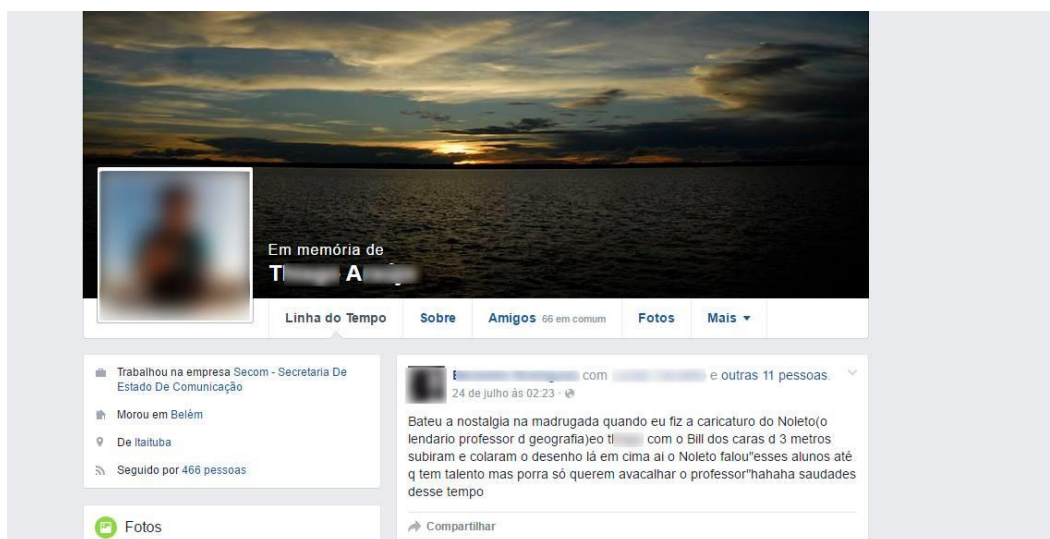 Em memória de
T A
Linha do Tempo Sobre Amigos 66 em comum Fotos Mais
Trabalhou na empresa Secom - Secretaria De
Estado De Comunicação
Morou em Belém
De Itaituba
Seguido por 466 pessoas
Fotos
com e outras 11 pessoas.
24 de julho às 02:23 ·
Bateu a nostalgia na madrugada quando eu fiz a caricaturo do Noleto(o
lendario professor d geografia)eo com o Bill dos caras d 3 metros
subiram e colaram o desenho lá em cima ai o Noleto falou"esses alunos até
q tem talento mas porra só querem avacalhar o professor"hahaha saudades
desse tempo
Compartilhar